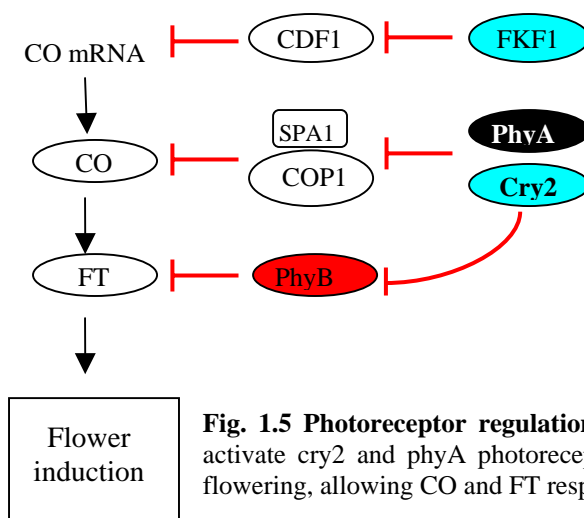 CO mRNA
CDF1
FKF1
SPA1
PhyA
CO
COP1
Cry2
FT
PhyB
Flower
induction
Fig. 1.5 Photoreceptor regulation
activate cry2 and phyA photorecep
flowering, allowing CO and FT resp